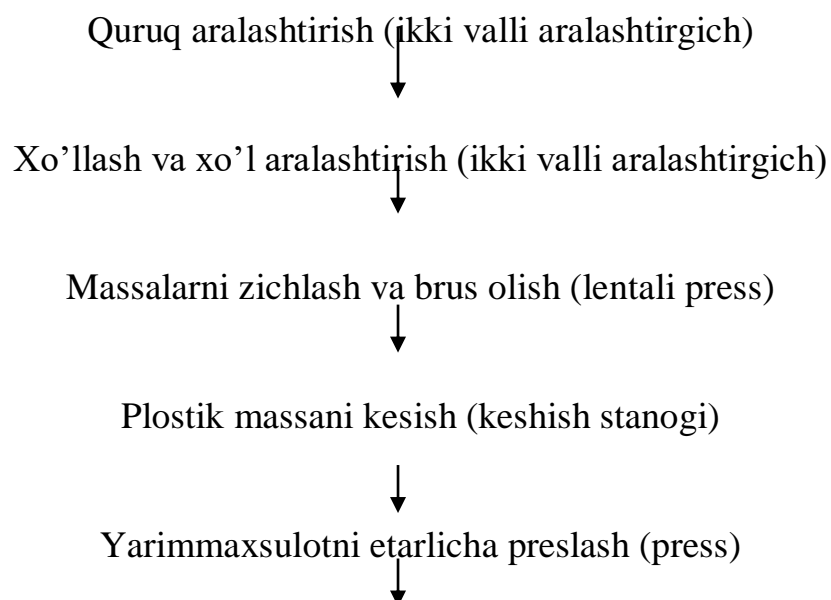 Quruq aralashtirish (ikki valli aralashtirgich)
Xo’llash va xo’l aralashtirish (ikki valli aralashtirgich)
Massalarni zichlash va brus olish (lentali press)
Plostik massani kesish (keshish stanogi)
Yarimmaxsulotni etarlicha preslash (press)